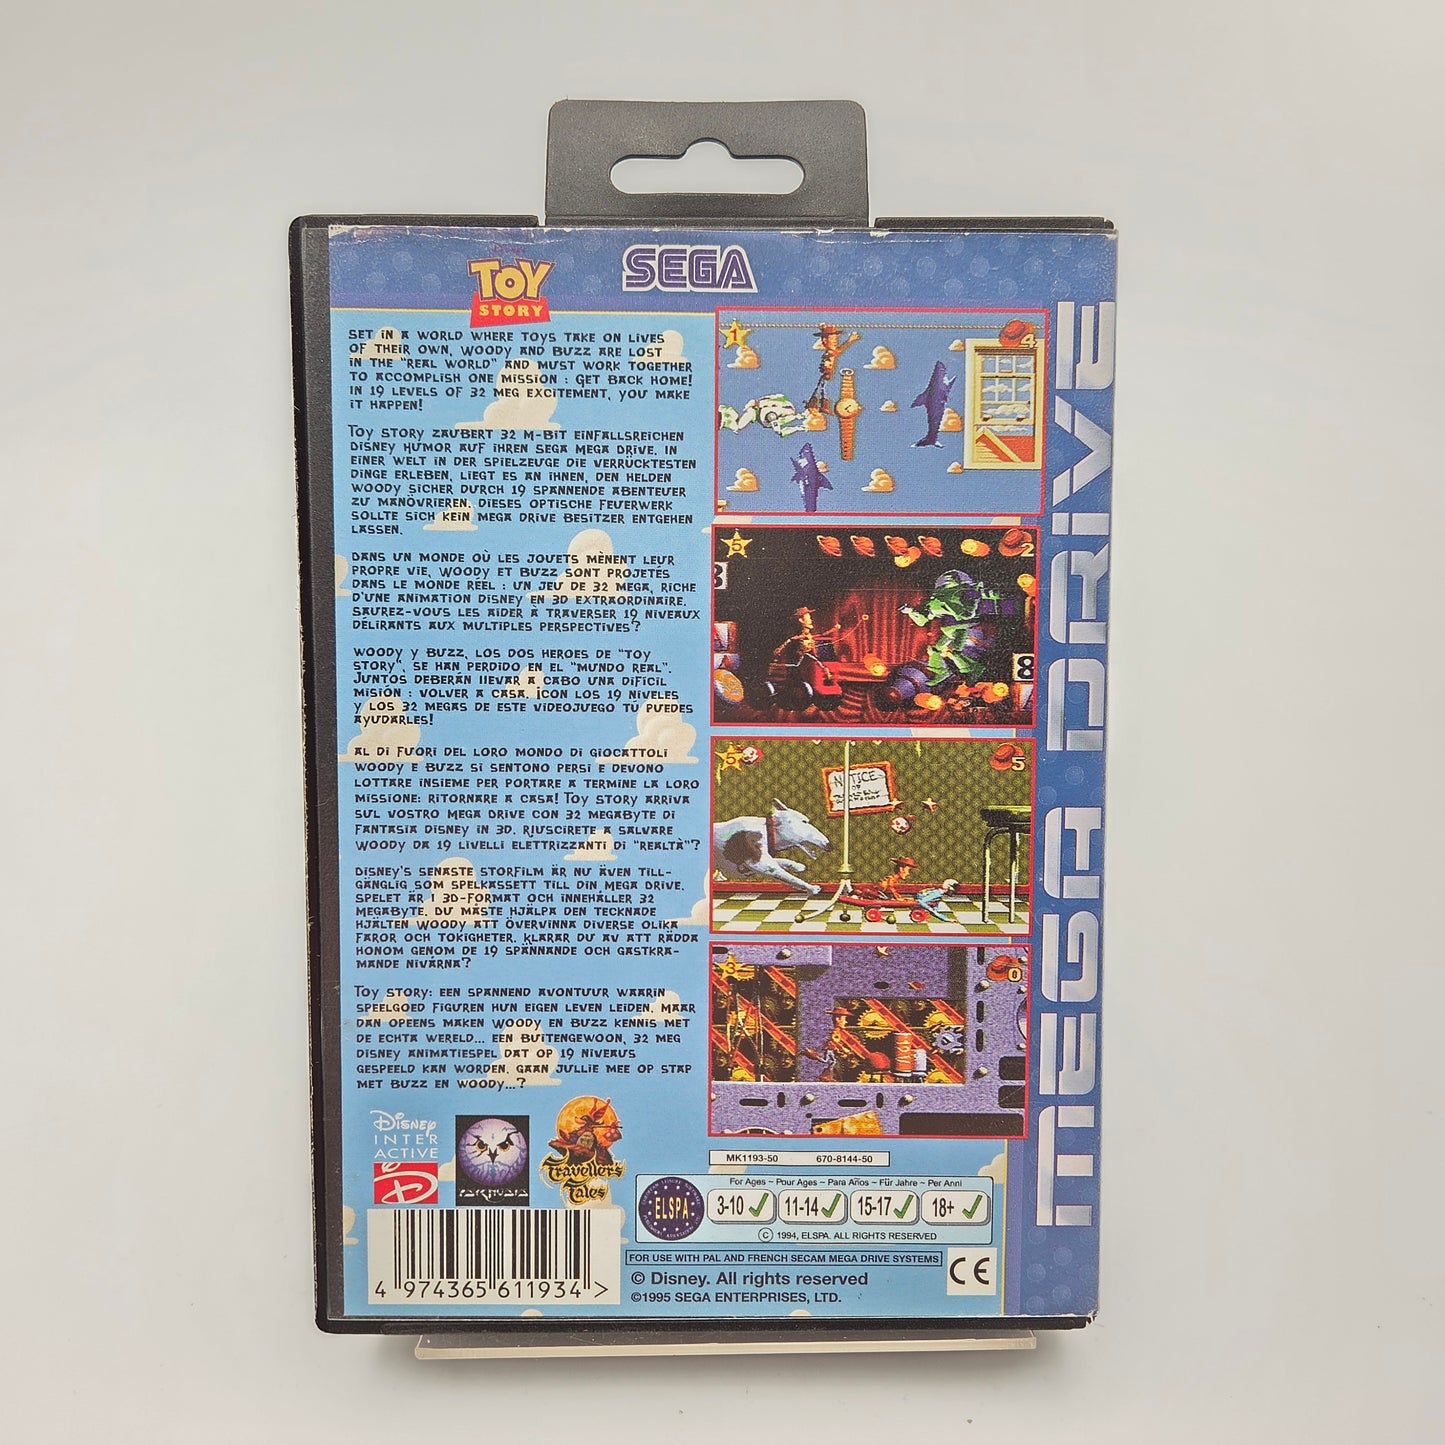 Disney's
TOY
STORY
SEGA
SET IN A WORLD WHERE TOYS TAKE ON LIVES
OF THEIR OWN, WOODY AND BUZZ ARE LOST
IN THE "REAL WORLD" AND MUST WORK TOGETHER
TO ACCOMPLISH ONE MISSION : GET BACK HOME!
IN 19 LEVELS OF 32 MEG EXCITEMENT, YOU MAKE
IT HAPPEN!
TOY STORY ZAUBERT 32 M-BIT EINFALLSREICHEN
DISNEY HUMOR AUF IHREN SEGA MEGA DRIVE. IN
EINER WELT IN DER SPIELZEUGE DIE VERRÜCKTESTEN
DINGE ERLEBEN, LIEGT ES AN IHNEN, DEN HELDEN
WOODY SICHER DURCH 19 SPANNENDE ABENTEUER
ZU MANÖVRIEREN. DIESES OPTISCHE FEUERWERK
SOLLTE SICH KEIN MEGA DRIVE BESITZER ENTGEHEN
LASSEN.
DANS UN MONDE OÙ LES JOUETS MÈNENT LEUR
PROPRE VIE, WOODY ET BUZZ SONT PROJETÉS
DANS LE MONDE REEL : UN JEU DE 32 MEGA, RICHE
D'UNE ANIMATION DISNEY EN 3D EXTRAORDINAIRE.
SAUREZ-VOUS LES AIDER À TRAVERSER 19 NIVEAUX
DÉLIRANTS AUX MULTIPLES PERSPECTIVES?
WOODY Y BUZZ, LOS DOS HEROES DE "TOY
STORY", SE HAN PERDIDO EN EL "MUNDO REAL".
JUNTOS DEBERÁN LLEVAR A CABO UNA DIFÍCIL
MISIÓN : VOLVER A CASA. ¡CON LOS 19 NIVELES
Y LOS 32 MEGAS DE ESTE VIDEOJUEGO TÚ PUEDES
AYUDARLES!
AL DI FUORI DEL LORO MONDO DI GIOCATTOLI
WOODY E BUZZ SI SENTONO PERSI E DEVONO
LOTTARE INSIEME PER PORTARE A TERMINE LA LORO
MISSIONE: RITORNARE A CASA! TOY STORY ARRIVA
SUL VOSTRO MEGA DRIVE CON 32 MEGABYTE DI
FANTASIA DISNEY IN 3D. RIUSCIRETE A SALVARE
WOODY DA 19 LIVELLI ELETTRIZZANTI DI "REALTÀ"?
DISNEY'S SENASTE STORFILM ÄR NU ÄVEN TILL-
GÄNGLIG SOM SPELKASSETT TILL DIN MEGA DRIVE.
SPELET ÄR I 3D-FORMAT OCH INNEHÅLLER 32
MEGABYTE. DU MÅSTE HJÄLPA DEN TECKNADE
HJÄLTEN WOODY ATT ÖVERVINNA DIVERSE OLIKA
FAROR OCH TOKIGHETER. KLARAR DU AV ATT RÄDDA
HONOM GENOM DE 19 SPÄNNANDE OCH GASTKRA-
MANDE NIVÅRNA?
TOY STORY: EEN SPANNEND AVONTUUR WAARIN
SPEELGOED FIGUREN HUN EIGEN LEVEN LEIDEN. MAAR
DAN OPEENS MAKEN WOODY EN BUZZ KENNIS MET
DE ECHTA WERELD... EEN BUITENGEWOON, 32 MEG
DISNEY ANIMATIESPEL DAT OP 19 NIVEAUS
GESPEELD KAN WORDEN. GAAN JULLIE MEE OP STAP
MET BUZZ EN WOODY...?
1
4
5
2
8
5
NOTICE
5
3
0
MEGA DRIVE
Disney
INTER
ACTIVE
D
PSYGNOSIS
Traveller's
Tales
MK1193-50 670-8144-50
For Ages ~ Pour Ages ~ Para Años ~ Für Jahre ~ Per Anni
ELSPA
3-10 ✓ 11-14 ✓ 15-17 ✓ 18+ ✓
© 1994, ELSPA. ALL RIGHTS RESERVED
FOR USE WITH PAL AND FRENCH SECAM MEGA DRIVE SYSTEMS
© Disney. All rights reserved
©1995 SEGA ENTERPRISES, LTD.
CE
4 974365 611934 >